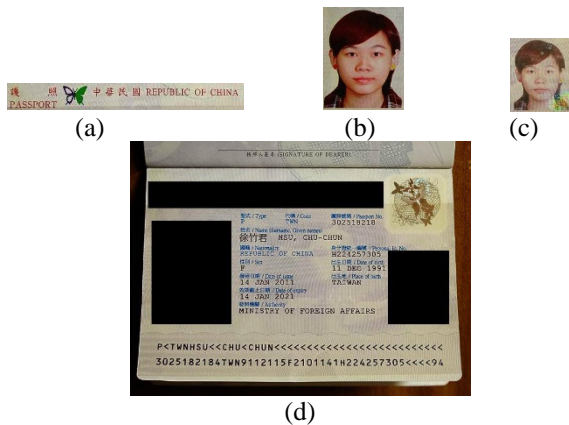 護 照 中華民國 REPUBLIC OF CHINA
PASSPORT
(a)
(b)
(c)
持照人簽名 (SIGNATURE OF BEARER)
型式 / Type 代碼 / Code 護照號碼 / Passport No.
P TWN 302518218
姓名 / Name (Surname, Given names)
徐竹君 HSU, CHU-CHUN
國籍 / Nationality 身分證統一編號 / Personal Id. No.
REPUBLIC OF CHINA H224257305
性別 / Sex 出生日期 / Date of birth
F 11 DEC 1991
發照日期 / Date of issue 出生地 / Place of birth
14 JAN 2011 TAIWAN
效期截止日期 / Date of expiry
14 JAN 2021
發照機關 / Authority
MINISTRY OF FOREIGN AFFAIRS
P<TWNHSU<<CHU<CHUN<<<<<<<<<<<<<<<<<<<<<<<<<<
3025182184TWN9112115F2101141H224257305<<<<94
(d)